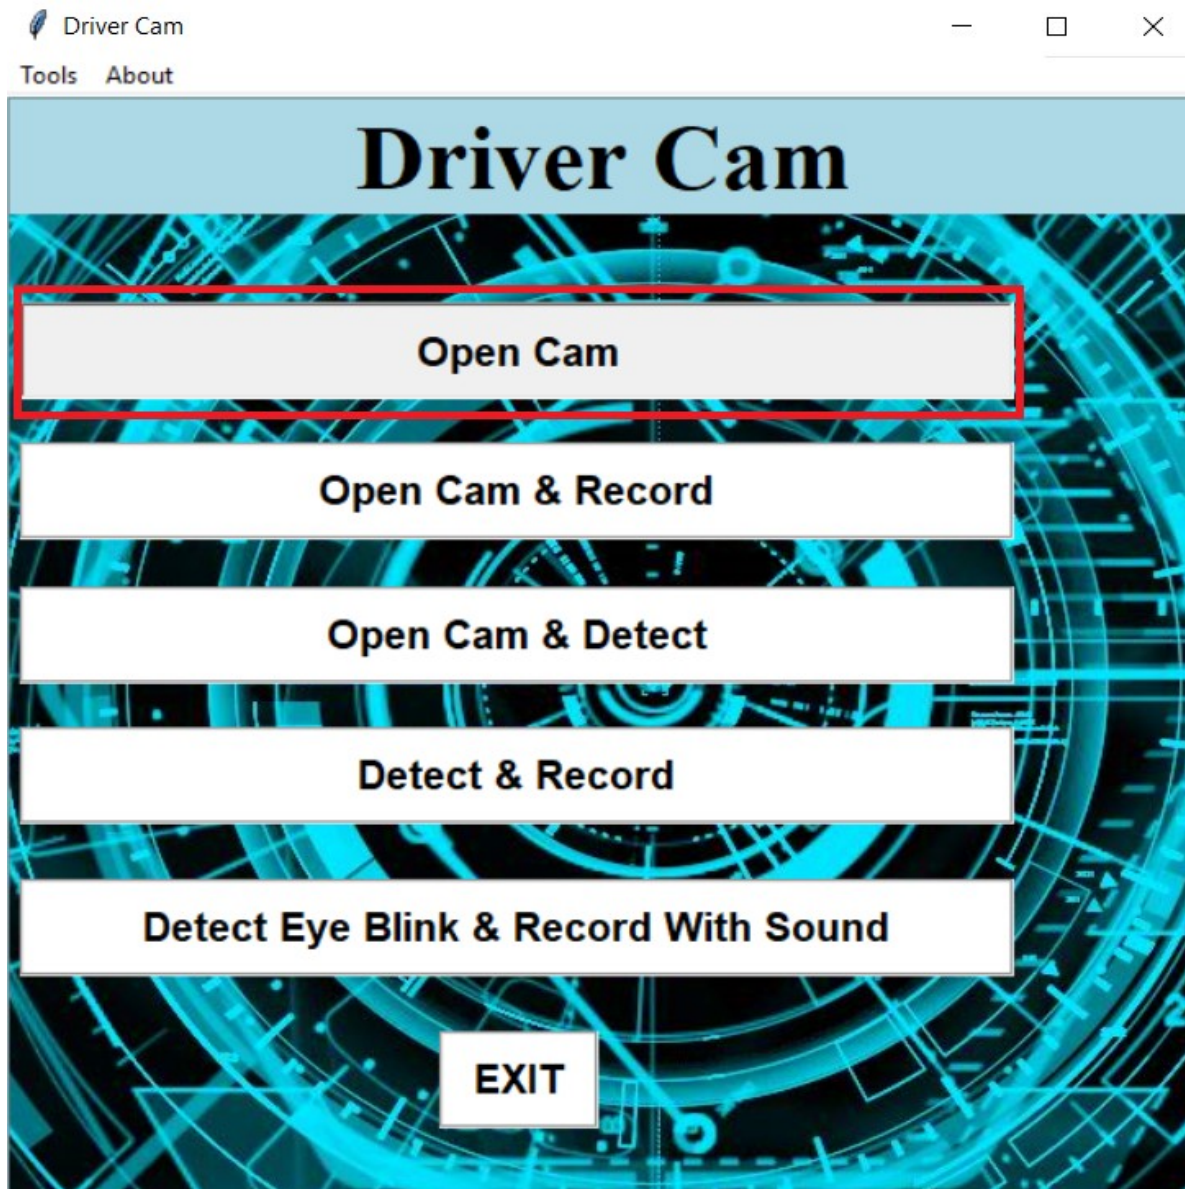 Driver Cam
Tools About
Driver Cam
Open Cam
Open Cam & Record
Open Cam & Detect
Detect & Record
Detect Eye Blink & Record With Sound
EXIT